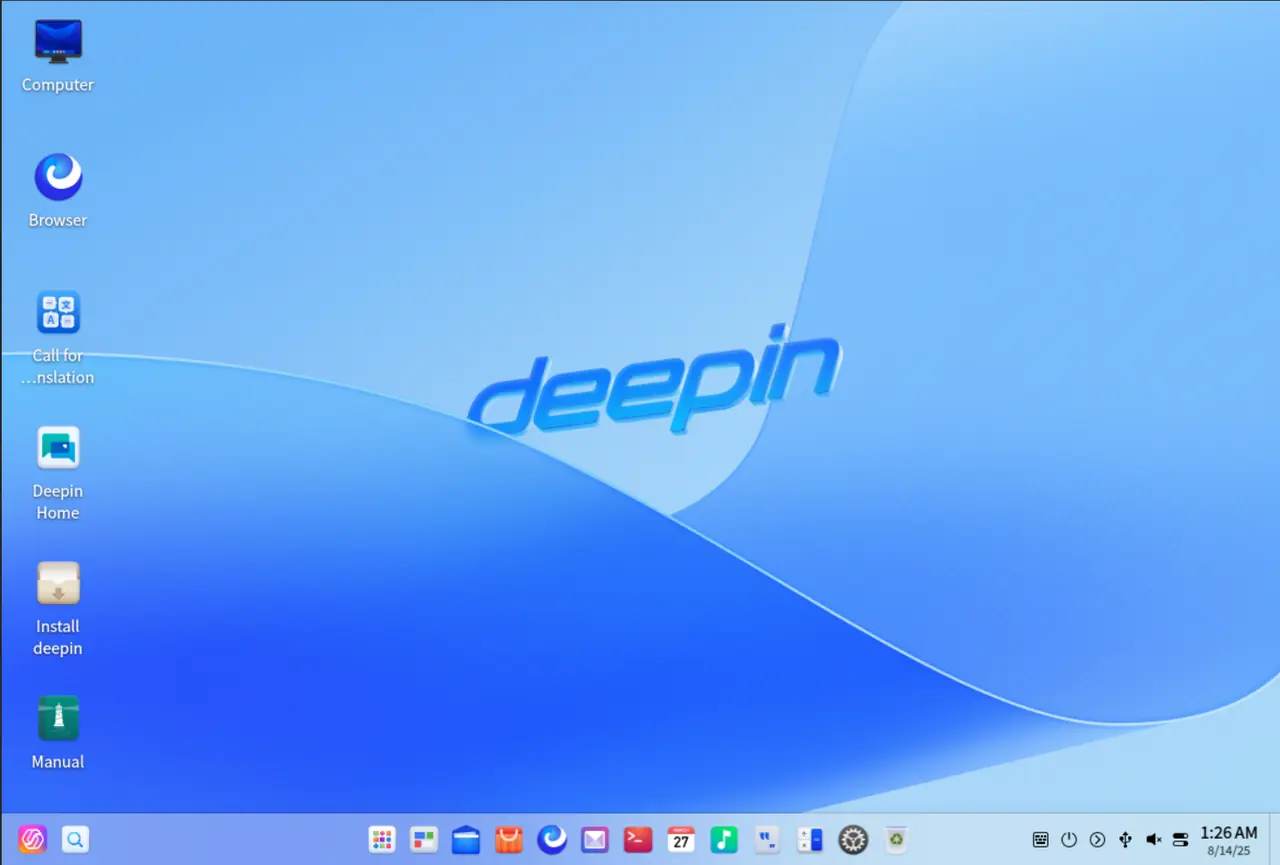 Computer
Browser
Call for
...nslation
Deepin
Home
Install
deepin
Manual
deepin
27
1:26 AM
8/14/25